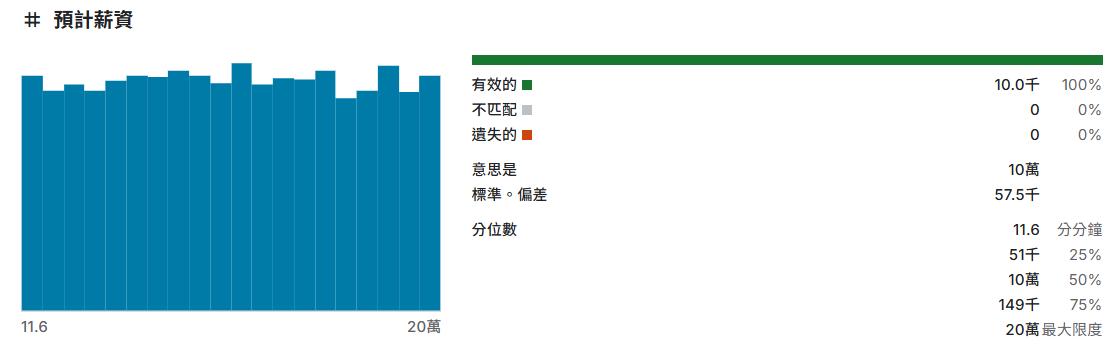 # 預計薪資
有效的 10.0千 100%
不匹配 0 0%
遺失的 0 0%
意思是 10萬
標準。偏差 57.5千
分位數 11.6 分分鐘
51千 25%
10萬 50%
149千 75%
20萬 最大限度
11.6 20萬